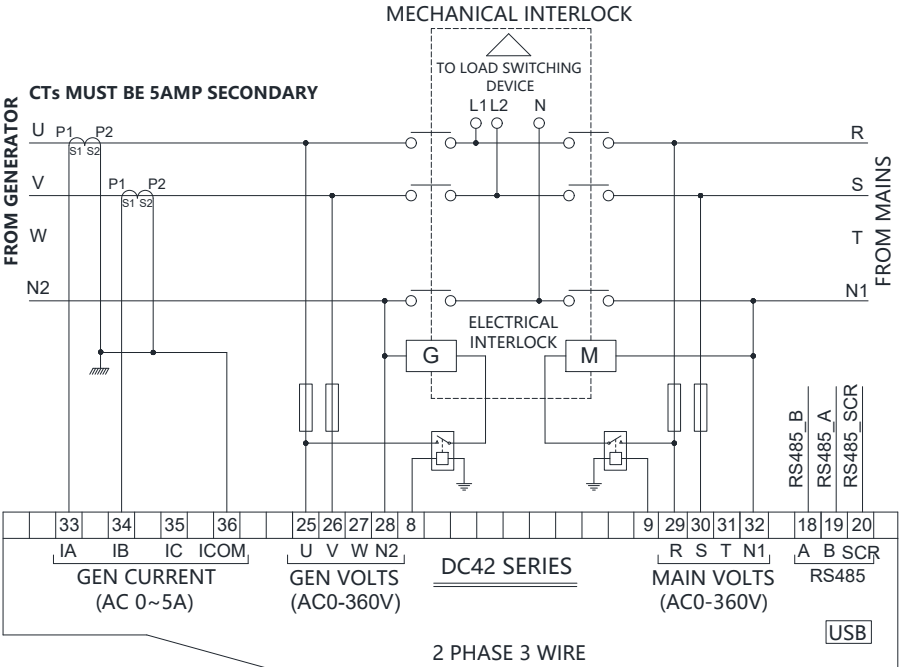 MECHANICAL INTERLOCK
TO LOAD SWITCHING
DEVICE
L1 L2 N
CTs MUST BE 5AMP SECONDARY
FROM GENERATOR
U P1 P2
S1 S2
R
V P1 P2
S1 S2
S
W
T
N2
N1
FROM MAINS
ELECTRICAL
INTERLOCK
G
M
RS485_B
RS485_A
RS485_SCR
33 34 35 36 25 26 27 28 8 9 29 30 31 32 18 19 20
IA IB IC ICOM U V W N2 R S T N1 A B SCR
GEN CURRENT
(AC 0~5A)
GEN VOLTS
(AC0-360V)
DC42 SERIES
MAIN VOLTS
(AC0-360V)
RS485
USB
2 PHASE 3 WIRE